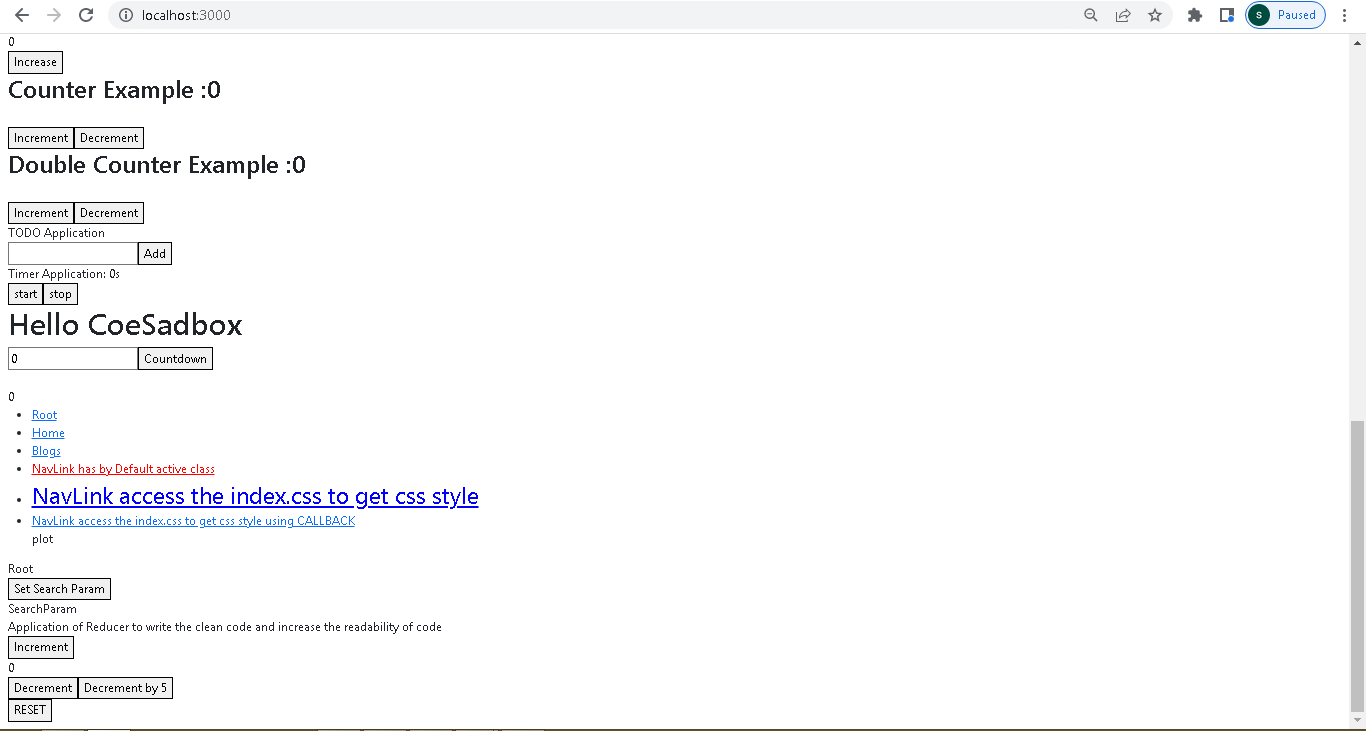 localhost:3000
S Paused
0
Increase
Counter Example :0
Increment Decrement
Double Counter Example :0
Increment Decrement
TODO Application
Add
Timer Application: 0s
start stop
Hello CoeSadbox
0 Countdown
0
Root
Home
Blogs
NavLink has by Default active class
NavLink access the index.css to get css style
NavLink access the index.css to get css style using CALLBACK
plot
Root
Set Search Param
SearchParam
Application of Reducer to write the clean code and increase the readability of code
Increment
0
Decrement Decrement by 5
RESET